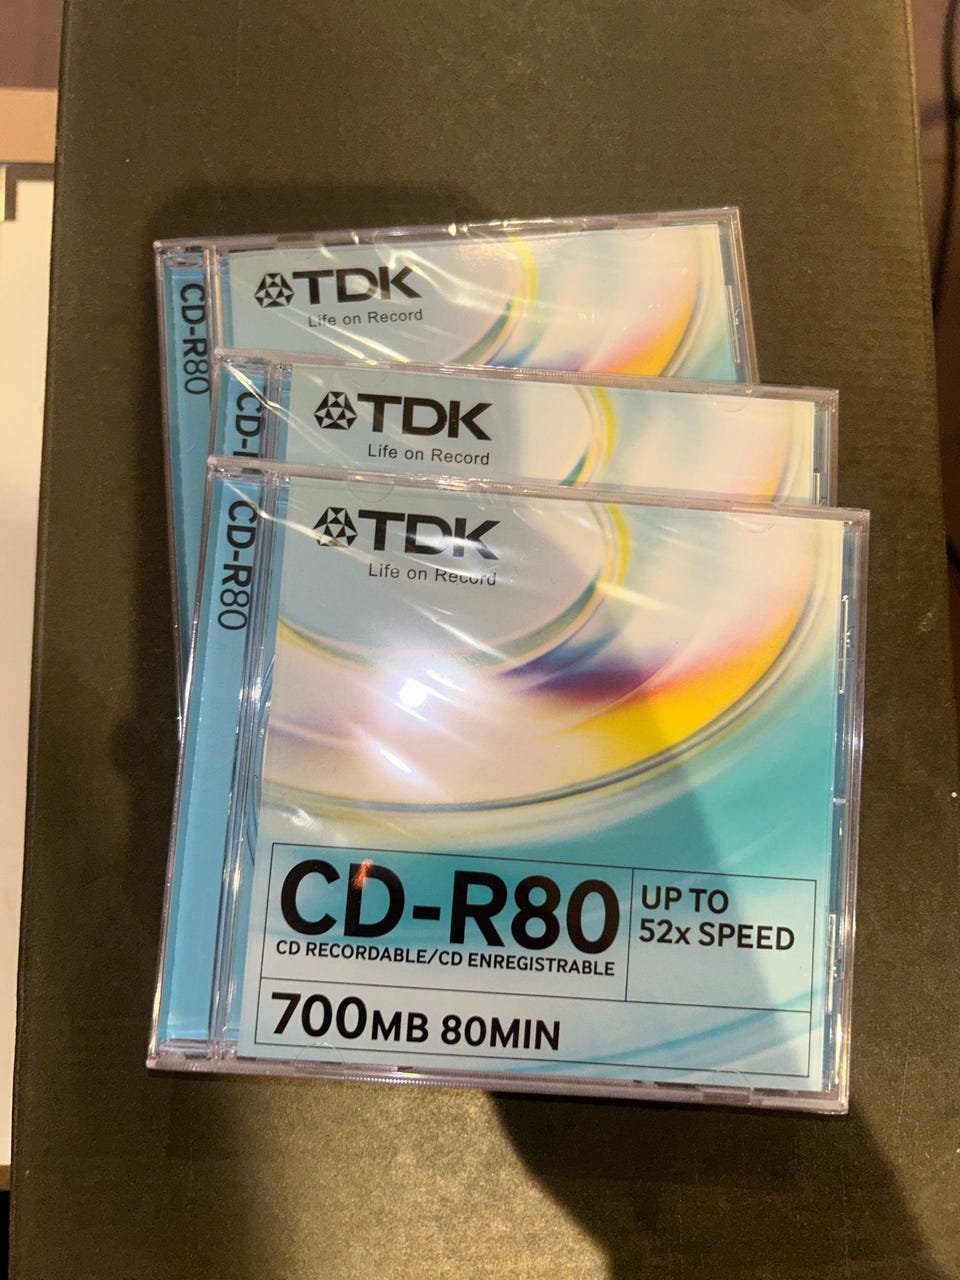 TDK
Life on Record
CD-R80
TDK
Life on Record
CD-
TDK
Life on Record
CD-R80
CD-R80
CD RECORDABLE/CD ENREGISTRABLE
UP TO
52x SPEED
700MB 80MIN